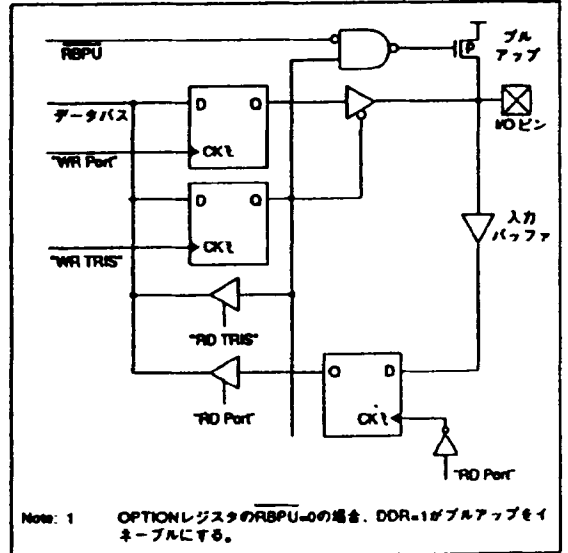 RBPU
プル
アップ
P
データバス
D Q
I/Oピン
"WR Port"
CK
D Q
入力
バッファ
"WR TRIS"
CK
"RD TRIS"
Q D
"RD Port"
CK
"RD Port"
Note: 1 OPTIONレジスタのRBPU=0の場合、DDR=1がプルアップをイ
ネーブルにする。